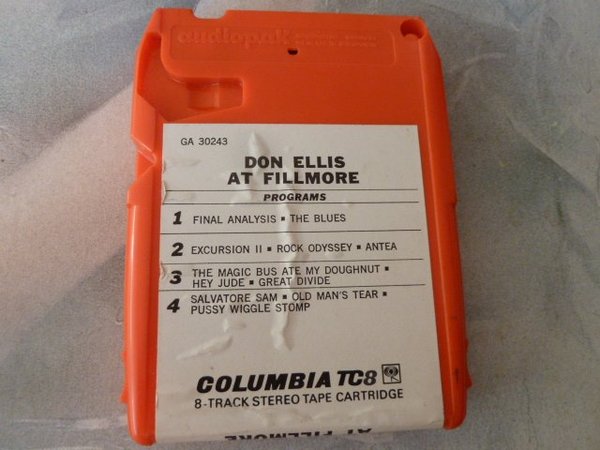 audiopak
GA 30243
DON ELLIS
AT FILLMORE
PROGRAMS
1 FINAL ANALYSIS ▪ THE BLUES
2 EXCURSION II ▪ ROCK ODYSSEY ▪ ANTEA
3 THE MAGIC BUS ATE MY DOUGHNUT ▪
HEY JUDE ▪ GREAT DIVIDE
4 SALVATORE SAM ▪ OLD MAN'S TEAR ▪
PUSSY WIGGLE STOMP
COLUMBIA TC8
8-TRACK STEREO TAPE CARTRIDGE
AT FILLMORE